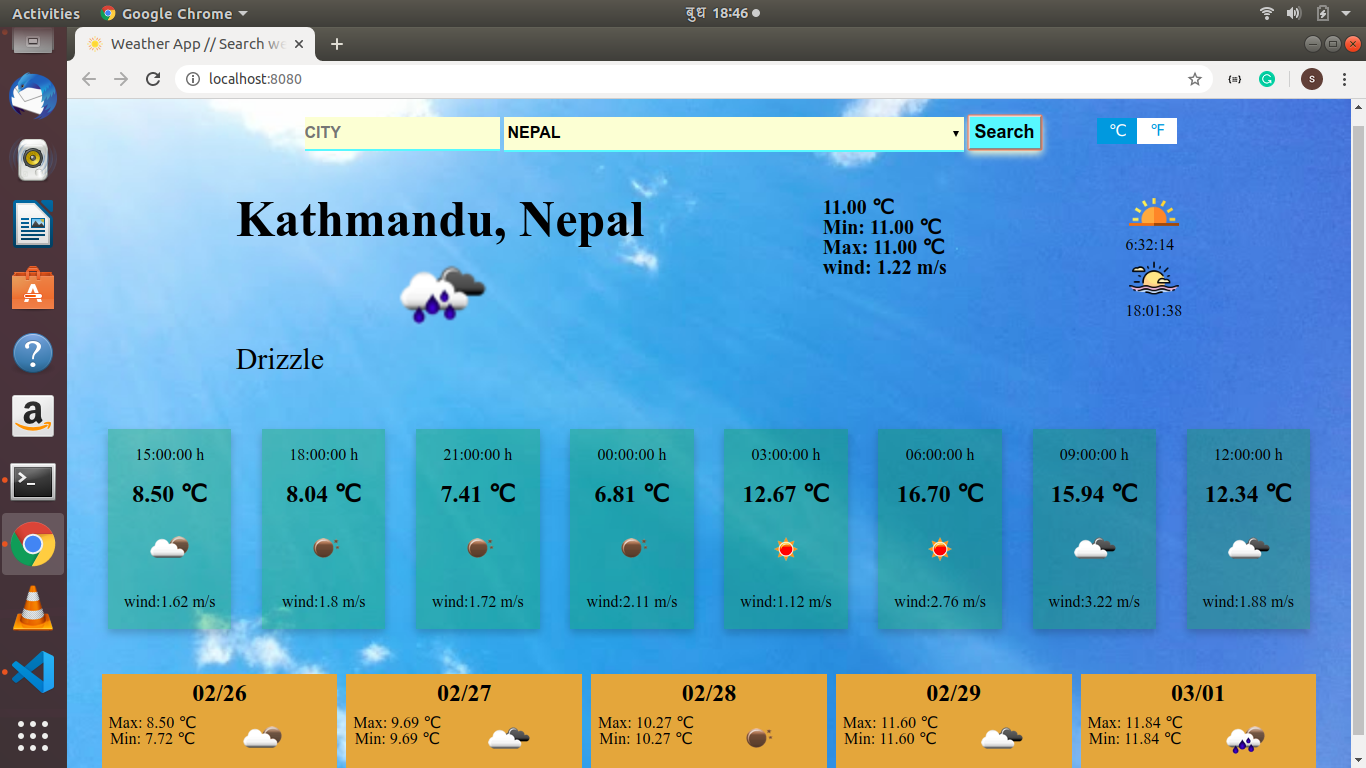 Activities Google Chrome बुध 18:46
Weather App // Search we
localhost:8080 {≡} S
CITY NEPAL Search °C °F
Kathmandu, Nepal
11.00 ℃
Min: 11.00 ℃
Max: 11.00 ℃
wind: 1.22 m/s
6:32:14
18:01:38
Drizzle
15:00:00 h 18:00:00 h 21:00:00 h 00:00:00 h 03:00:00 h 06:00:00 h 09:00:00 h 12:00:00 h
8.50 ℃ 8.04 ℃ 7.41 ℃ 6.81 ℃ 12.67 ℃ 16.70 ℃ 15.94 ℃ 12.34 ℃
wind:1.62 m/s wind:1.8 m/s wind:1.72 m/s wind:2.11 m/s wind:1.12 m/s wind:2.76 m/s wind:3.22 m/s wind:1.88 m/s
02/26 02/27 02/28 02/29 03/01
Max: 8.50 ℃ Max: 9.69 ℃ Max: 10.27 ℃ Max: 11.60 ℃ Max: 11.84 ℃
Min: 7.72 ℃ Min: 9.69 ℃ Min: 10.27 ℃ Min: 11.60 ℃ Min: 11.84 ℃